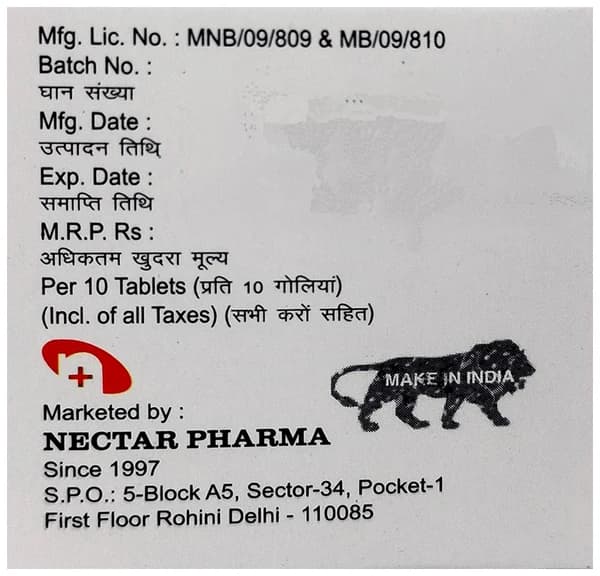 Mfg. Lic. No. : MNB/09/809 & MB/09/810
Batch No. :
घान संख्या
Mfg. Date :
उत्पादन तिथि
Exp. Date :
समाप्ति तिथि
M.R.P. Rs :
अधिकतम खुदरा मूल्य
Per 10 Tablets (प्रति 10 गोलियां)
(Incl. of all Taxes) (सभी करों सहित)
MAKE IN INDIA
Marketed by :
NECTAR PHARMA
Since 1997
S.P.O.: 5-Block A5, Sector-34, Pocket-1
First Floor Rohini Delhi - 110085